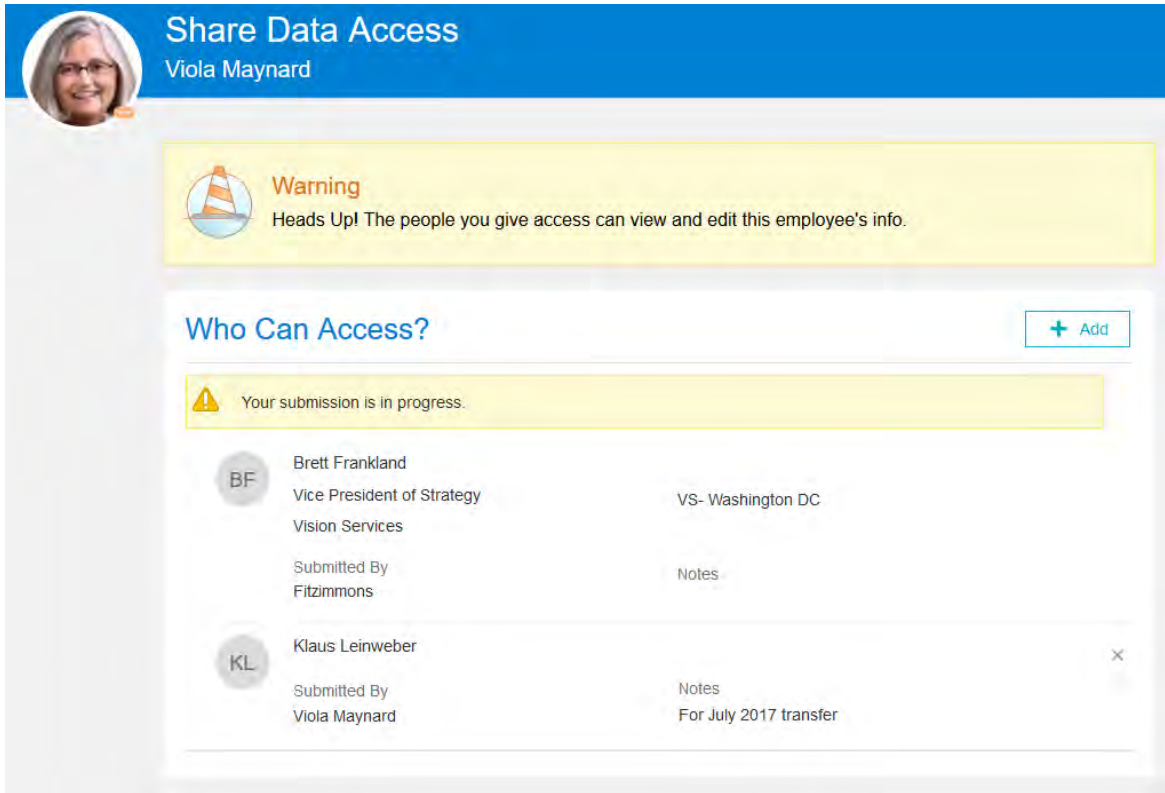 Share Data Access
Viola Maynard
Warning
Heads Up! The people you give access can view and edit this employee's info.
Who Can Access?
+ Add
Your submission is in progress.
BF
Brett Frankland
Vice President of Strategy
VS- Washington DC
Vision Services
Submitted By
Notes
Fitzimmons
KL
Klaus Leinweber
Submitted By
Notes
Viola Maynard
For July 2017 transfer